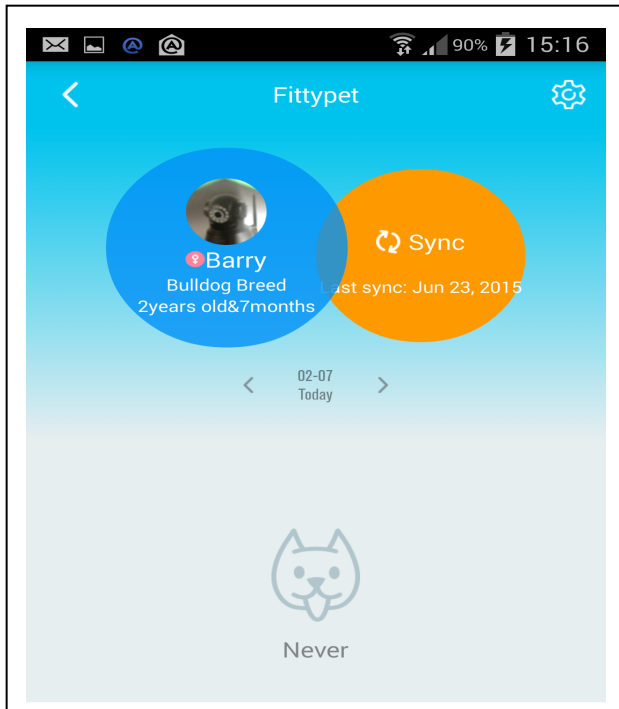 90% 15:16
Fittypet
Barry
Bulldog Breed
2years old&7months
Sync
Last sync: Jun 23, 2015
02-07
Today
Never